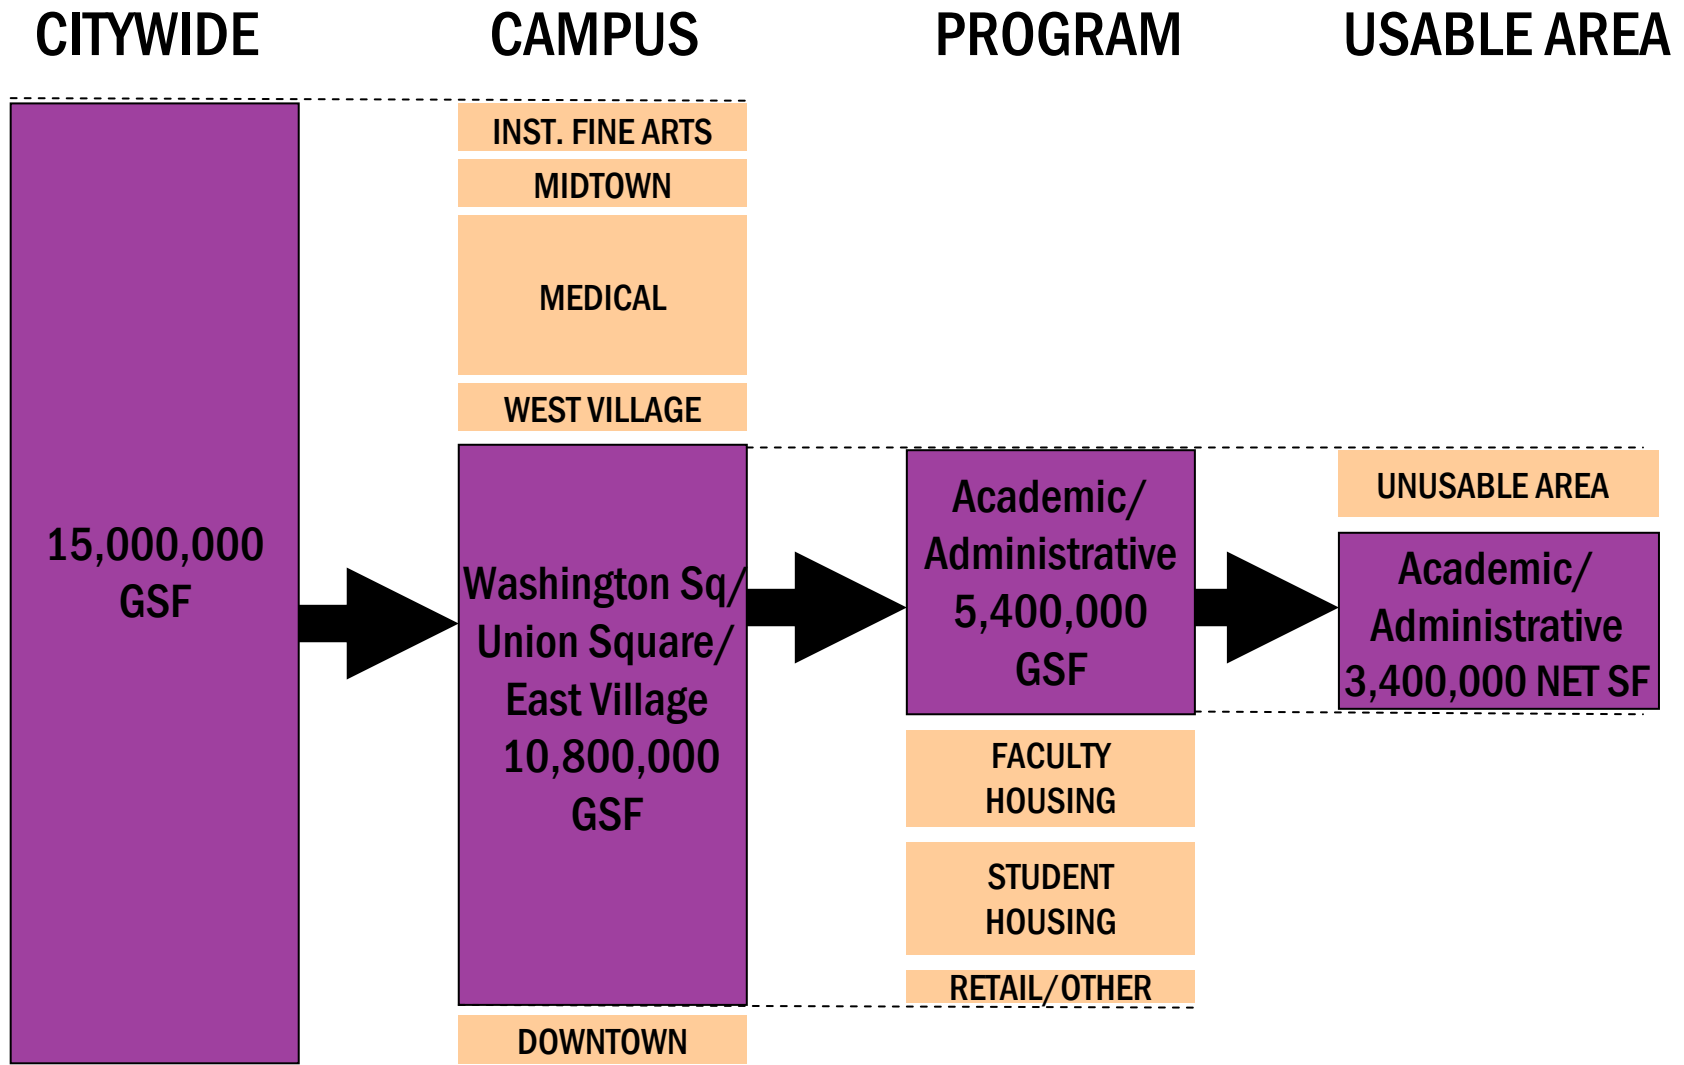 CITYWIDE
CAMPUS
PROGRAM
USABLE AREA
15,000,000
GSF
INST. FINE ARTS
MIDTOWN
MEDICAL
WEST VILLAGE
Washington Sq/
Union Square/
East Village
10,800,000
GSF
DOWNTOWN
Academic/
Administrative
5,400,000
GSF
FACULTY
HOUSING
STUDENT
HOUSING
RETAIL/OTHER
UNUSABLE AREA
Academic/
Administrative
3,400,000 NET SF